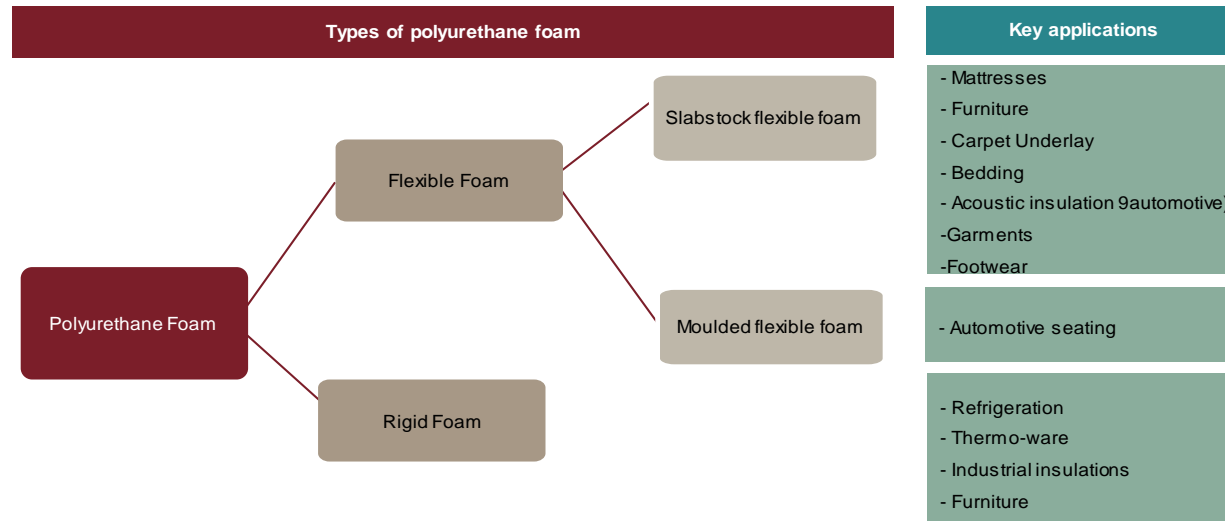 Types of polyurethane foam
Key applications
Polyurethane Foam
Flexible Foam
Rigid Foam
Slabstock flexible foam
Moulded flexible foam
- Mattresses
- Furniture
- Carpet Underlay
- Bedding
- Acoustic insulation 9automotive)
-Garments
-Footwear
- Automotive seating
- Refrigeration
- Thermo-ware
- Industrial insulations
- Furniture